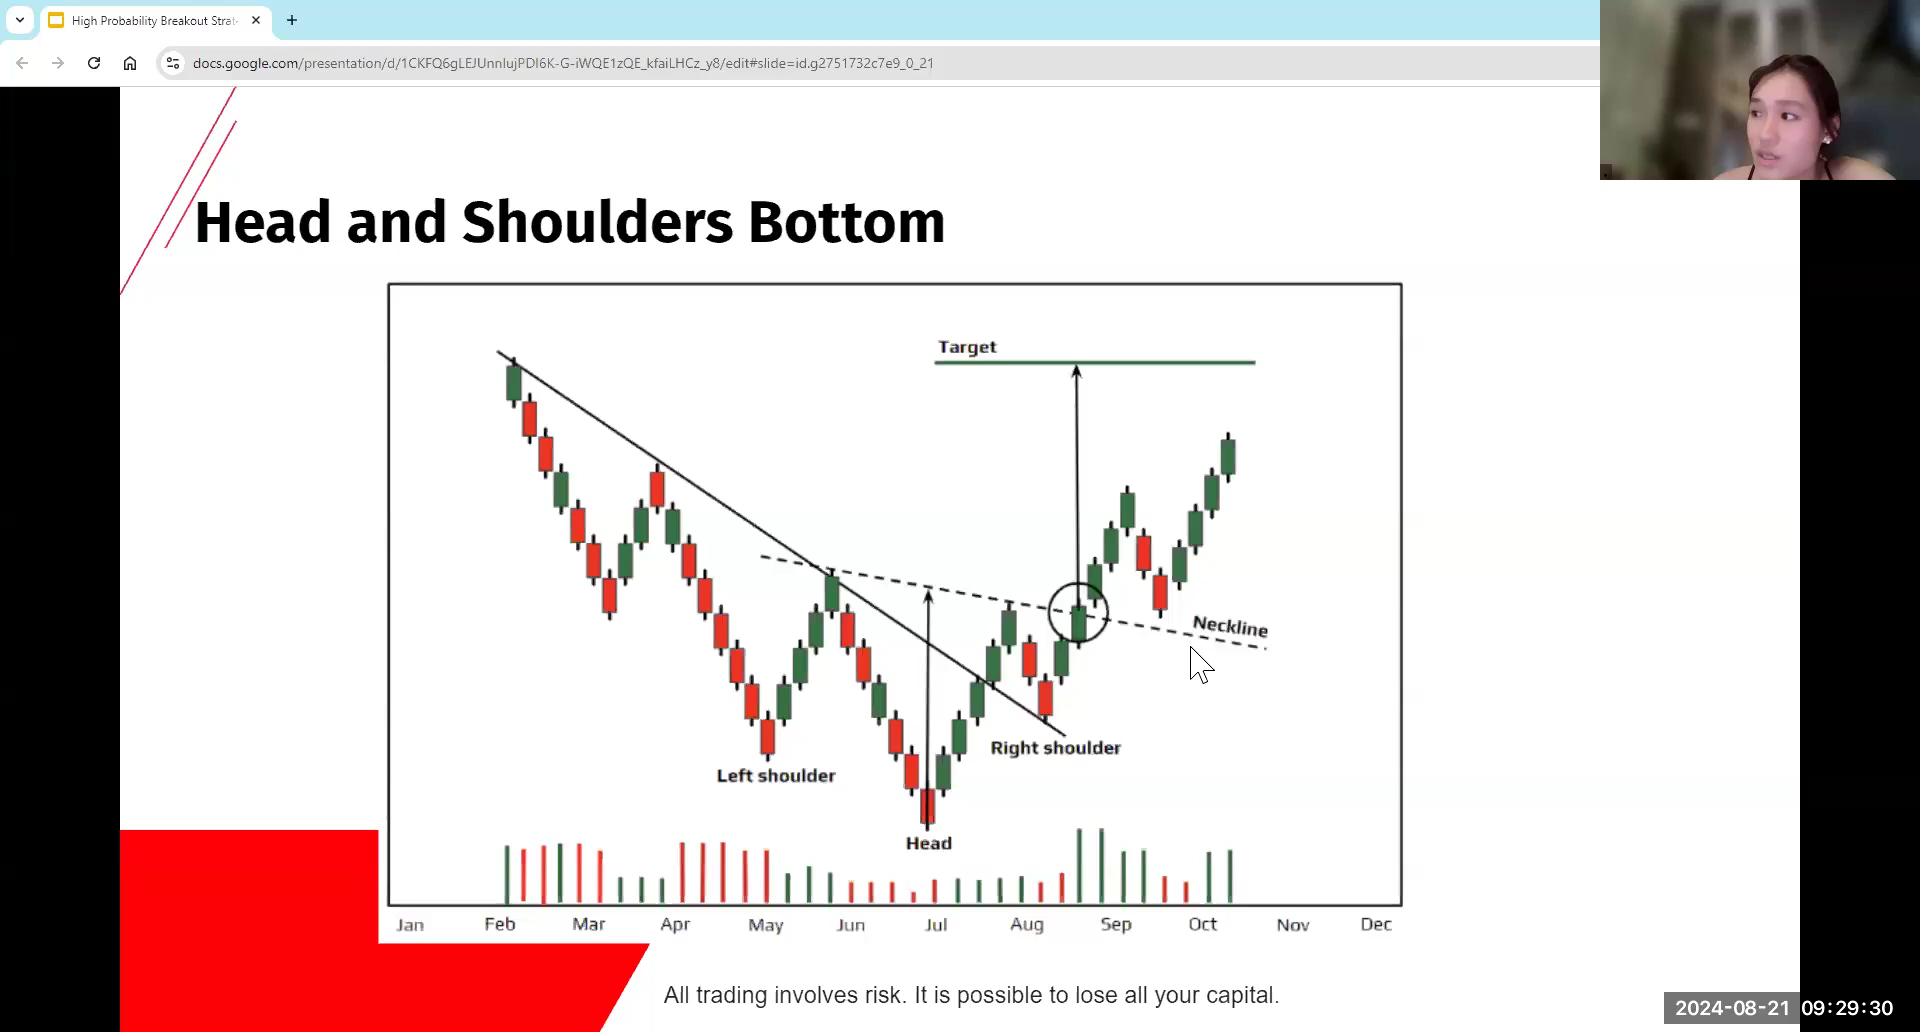 High Probability Breakout Strat
docs.google.com/presentation/d/1CKFQ6gLEJUnnIujPDI6K-G-iWQE1zQE_kfaiLHCz_y8/edit#slide=id.g2751732c7e9_0_21
Head and Shoulders Bottom
Target
Neckline
Right shoulder
Left shoulder
Head
Jan Feb Mar Apr May Jun Jul Aug Sep Oct Nov Dec
All trading involves risk. It is possible to lose all your capital.
2024-08-21 09:29:30